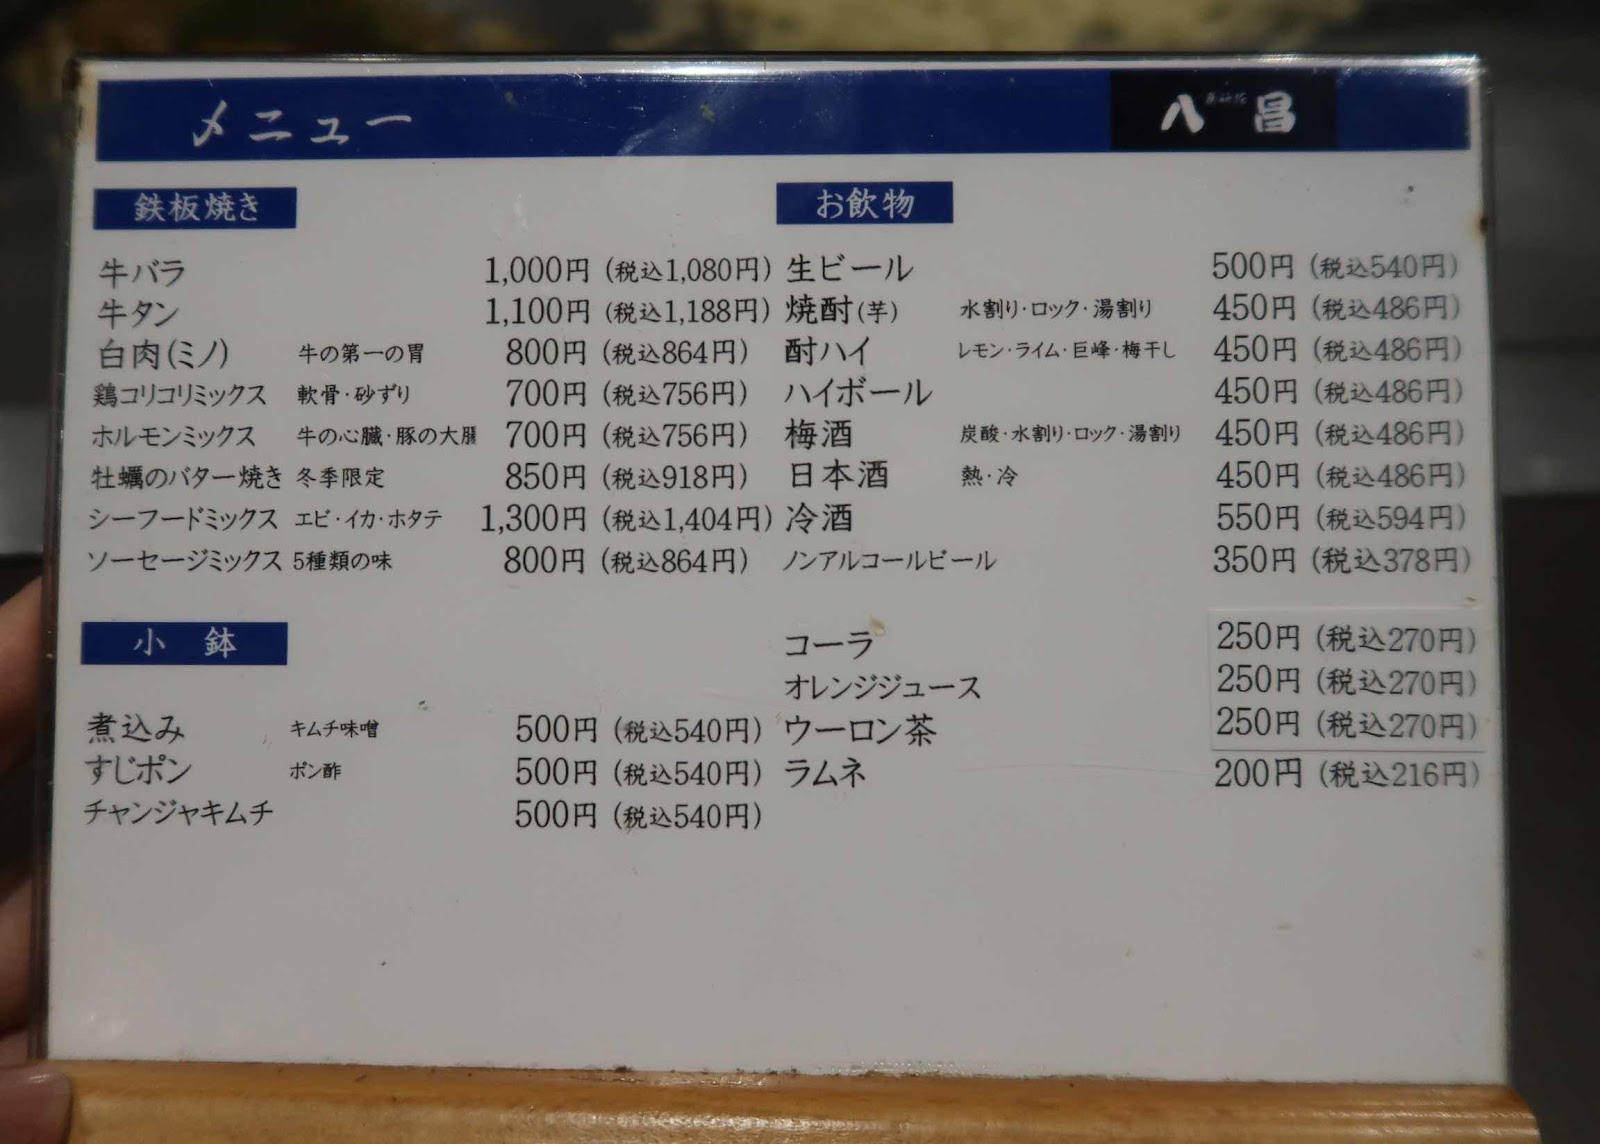 メニュー
八昌
鉄板焼き
牛バラ 1,000円 (税込1,080円)
牛タン 1,100円 (税込1,188円)
白肉(ミノ) 牛の第一の胃 800円 (税込864円)
鶏コリコリミックス 軟骨・砂ずり 700円 (税込756円)
ホルモンミックス 牛の心臓・豚の大腸 700円 (税込756円)
牡蠣のバター焼き 冬季限定 850円 (税込918円)
シーフードミックス エビ・イカ・ホタテ 1,300円 (税込1,404円)
ソーセージミックス 5種類の味 800円 (税込864円)
小鉢
煮込み キムチ味噌 500円 (税込540円)
すじポン ポン酢 500円 (税込540円)
チャンジャキムチ 500円 (税込540円)
お飲物
生ビール 500円 (税込540円)
焼酎(芋) 水割り・ロック・湯割り 450円 (税込486円)
酎ハイ レモン・ライム・巨峰・梅干し 450円 (税込486円)
ハイボール 450円 (税込486円)
梅酒 炭酸・水割り・ロック・湯割り 450円 (税込486円)
日本酒 熱・冷 450円 (税込486円)
冷酒 550円 (税込594円)
ノンアルコールビール 350円 (税込378円)
コーラ 250円 (税込270円)
オレンジジュース 250円 (税込270円)
ウーロン茶 250円 (税込270円)
ラムネ 200円 (税込216円)